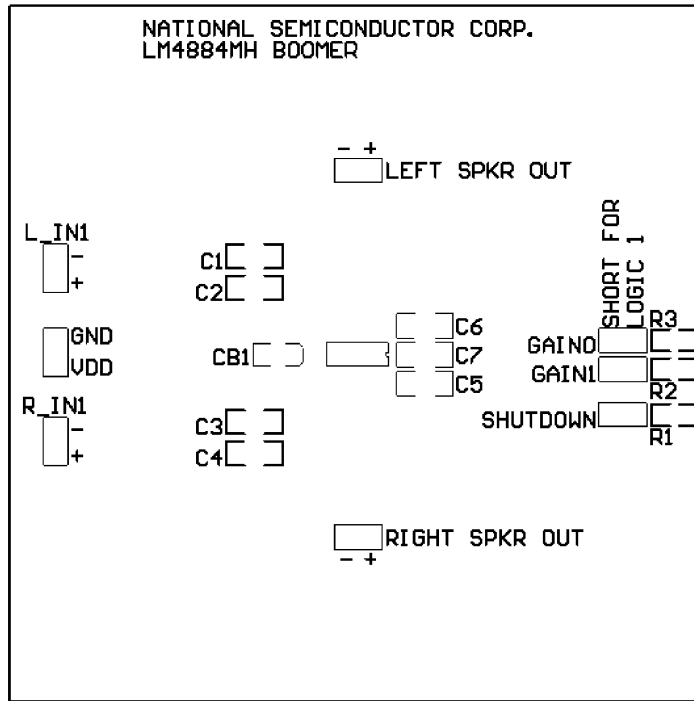 NATIONAL SEMICONDUCTOR CORP.
LM4884MH BOOMER
- +
LEFT SPKR OUT
L_IN1
-
+
C1
C2
SHORT FOR
LOGIC 1
GND
VDD
CB1
C6
C7
C5
R3
GAIN0
GAIN1
R2
SHUTDOWN
R1
R_IN1
-
+
C3
C4
RIGHT SPKR OUT
- +